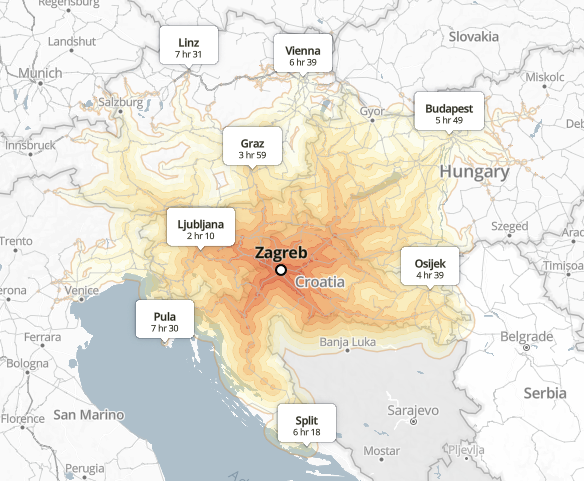 Regensburg
Landshut
Linz
7 hr 31
Vienna
6 hr 39
Slovakia
Munich
Miskolc
Salzburg
Gyor
Budapest
5 hr 49
Innsbruck
Graz
3 hr 59
Hungary
Ljubljana
2 hr 10
Szeged
Trento
Zagreb
Osijek
4 hr 39
Timisoara
Croatia
Venice
Pula
7 hr 30
Ferrara
Banja Luka
Belgrade
Bologna
Serbia
San Marino
Split
6 hr 18
Sarajevo
Florence
Mostar
Pljevlja
Perugia